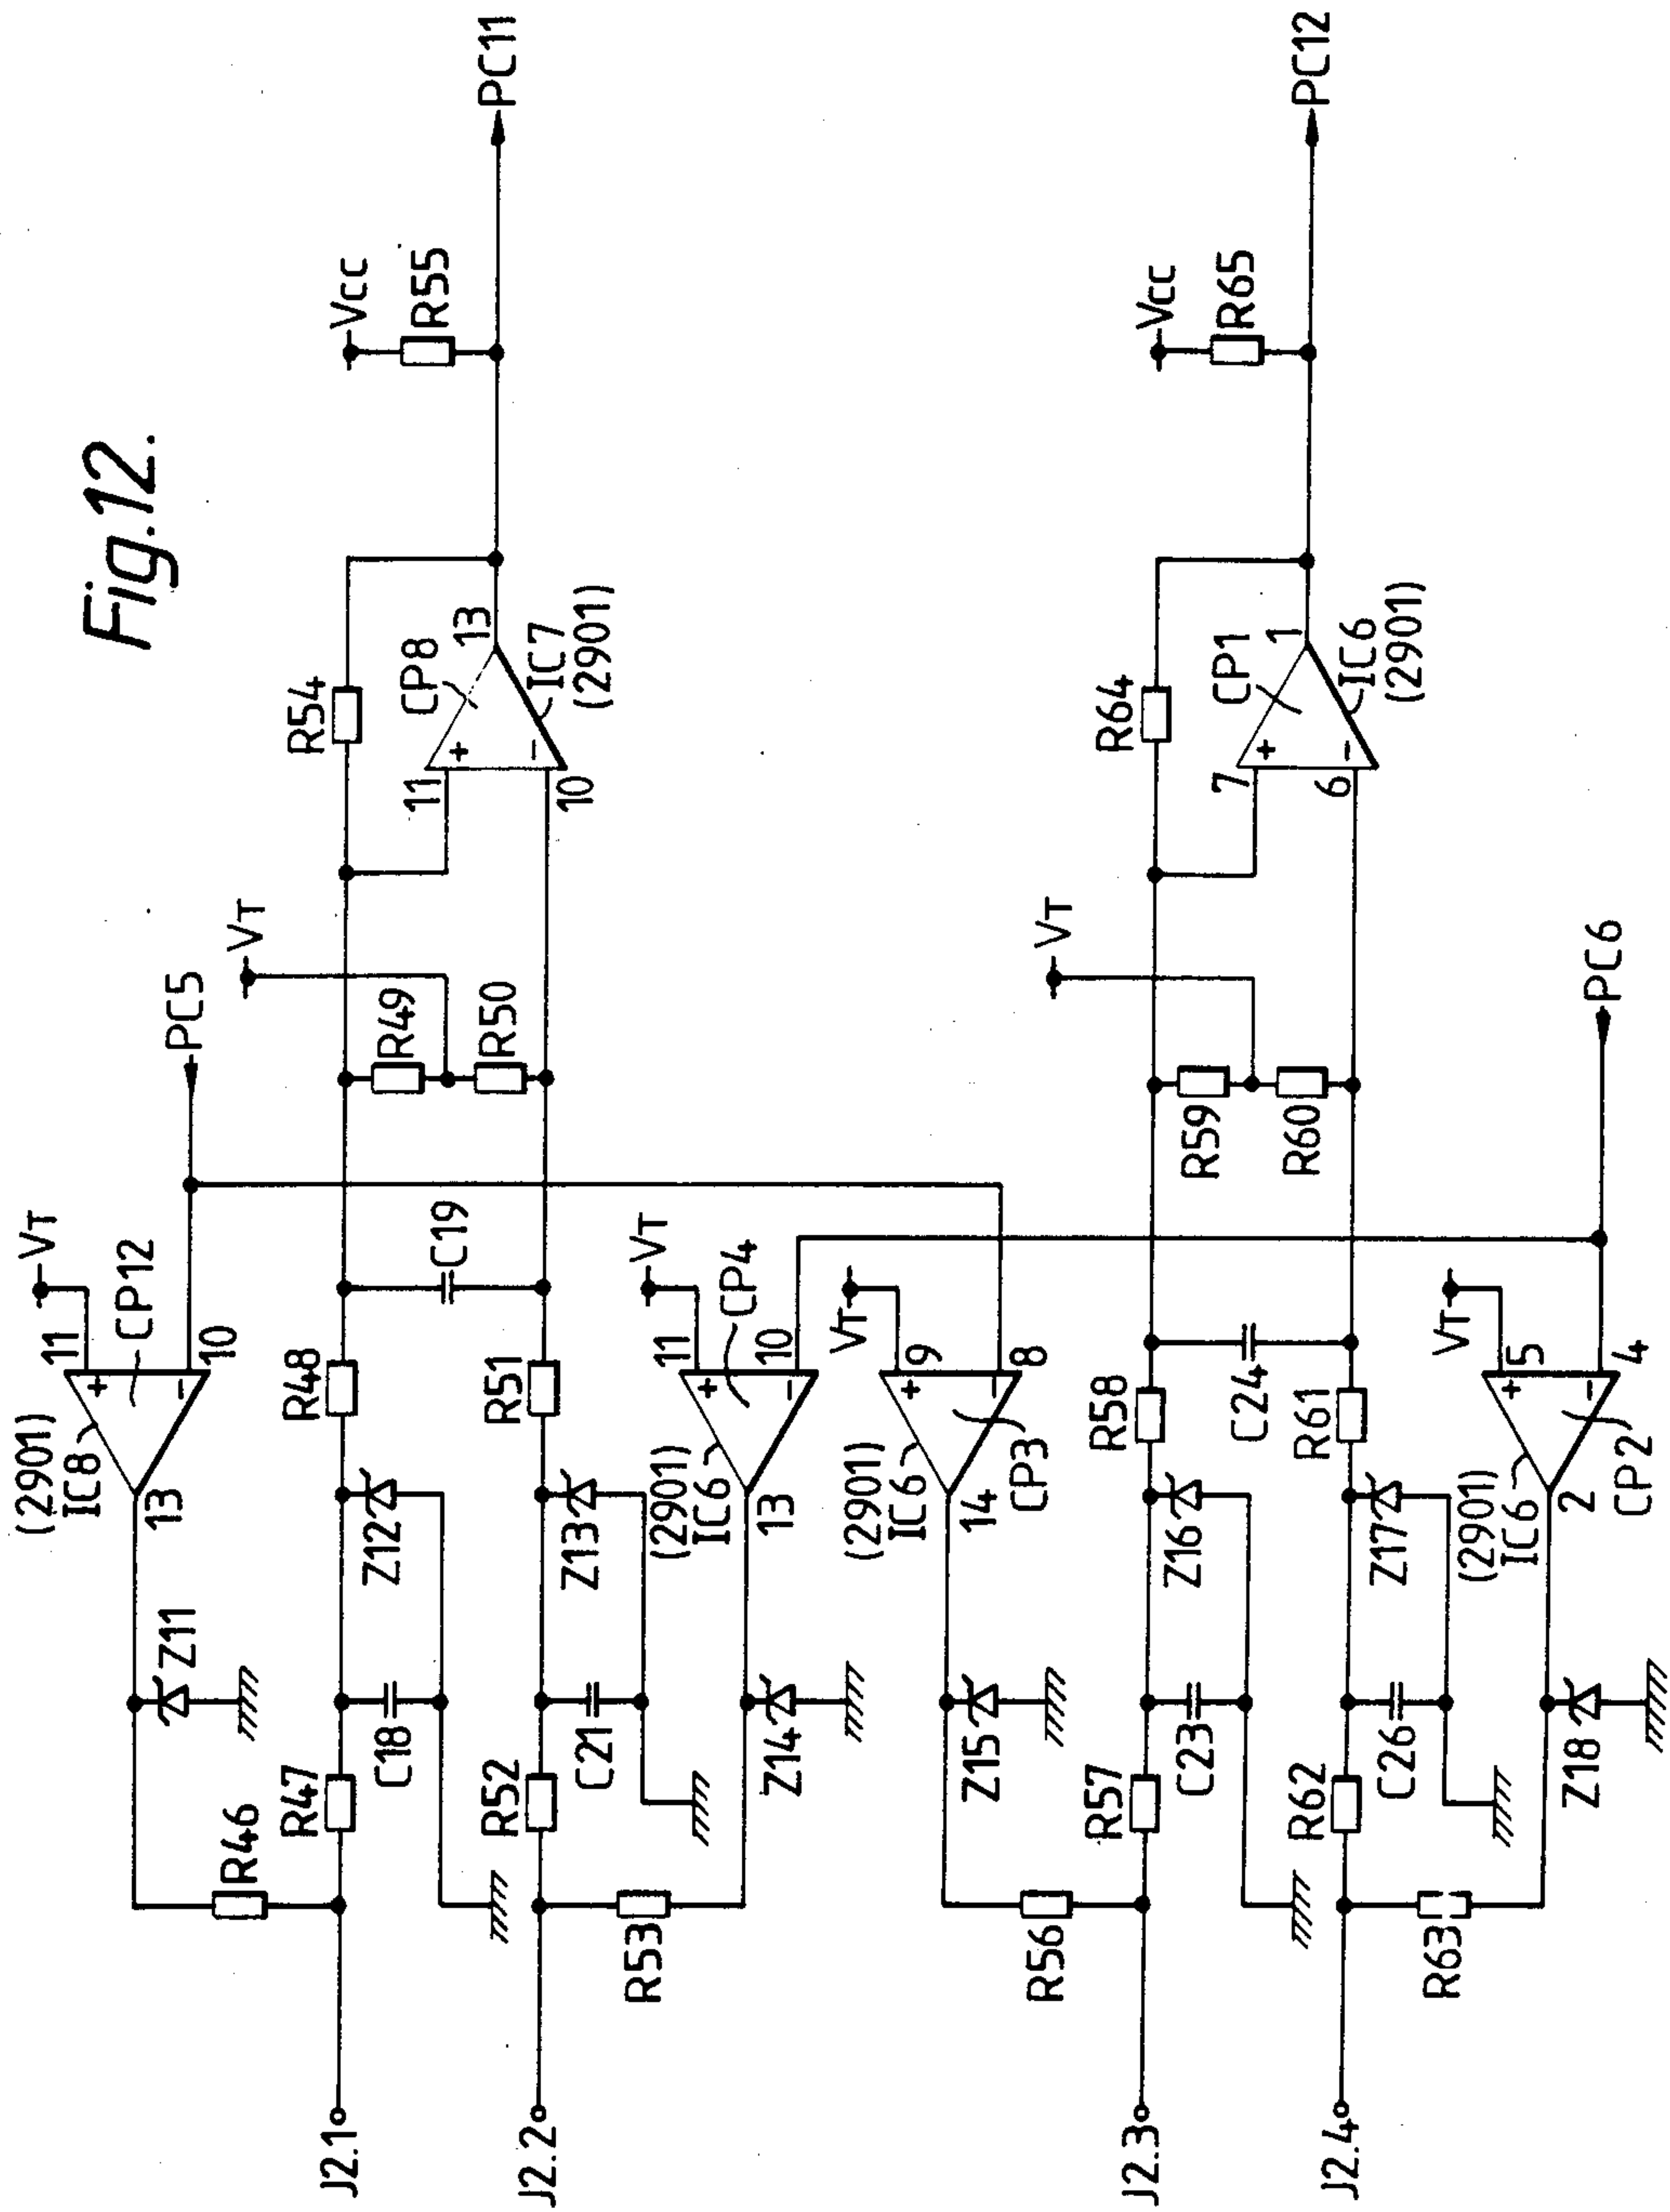 Fig.12.
(2901)
IC8
VT
11
CP12
10
13
Z11
R46
PC5
J2.1
R47
C18
Z12
R48
C19
VT
R49
R50
R54
11
CP8
13
10
IC7
(2901)
Vcc
R55
PC11
J2.2
R52
C21
Z13
R51
R53
Z14
13
(2901)
IC6
VT
11
CP4
10
VT
9
8
(2901)
IC6
14
CP3
Z15
R56
J2.3
R57
C23
Z16
R58
C24
VT
R59
R60
R64
7
CP1
1
6
IC6
(2901)
Vcc
R65
PC12
J2.4
R62
C26
Z17
R61
R63
Z18
(2901)
IC6
2
CP2
VT
5
4
PC6